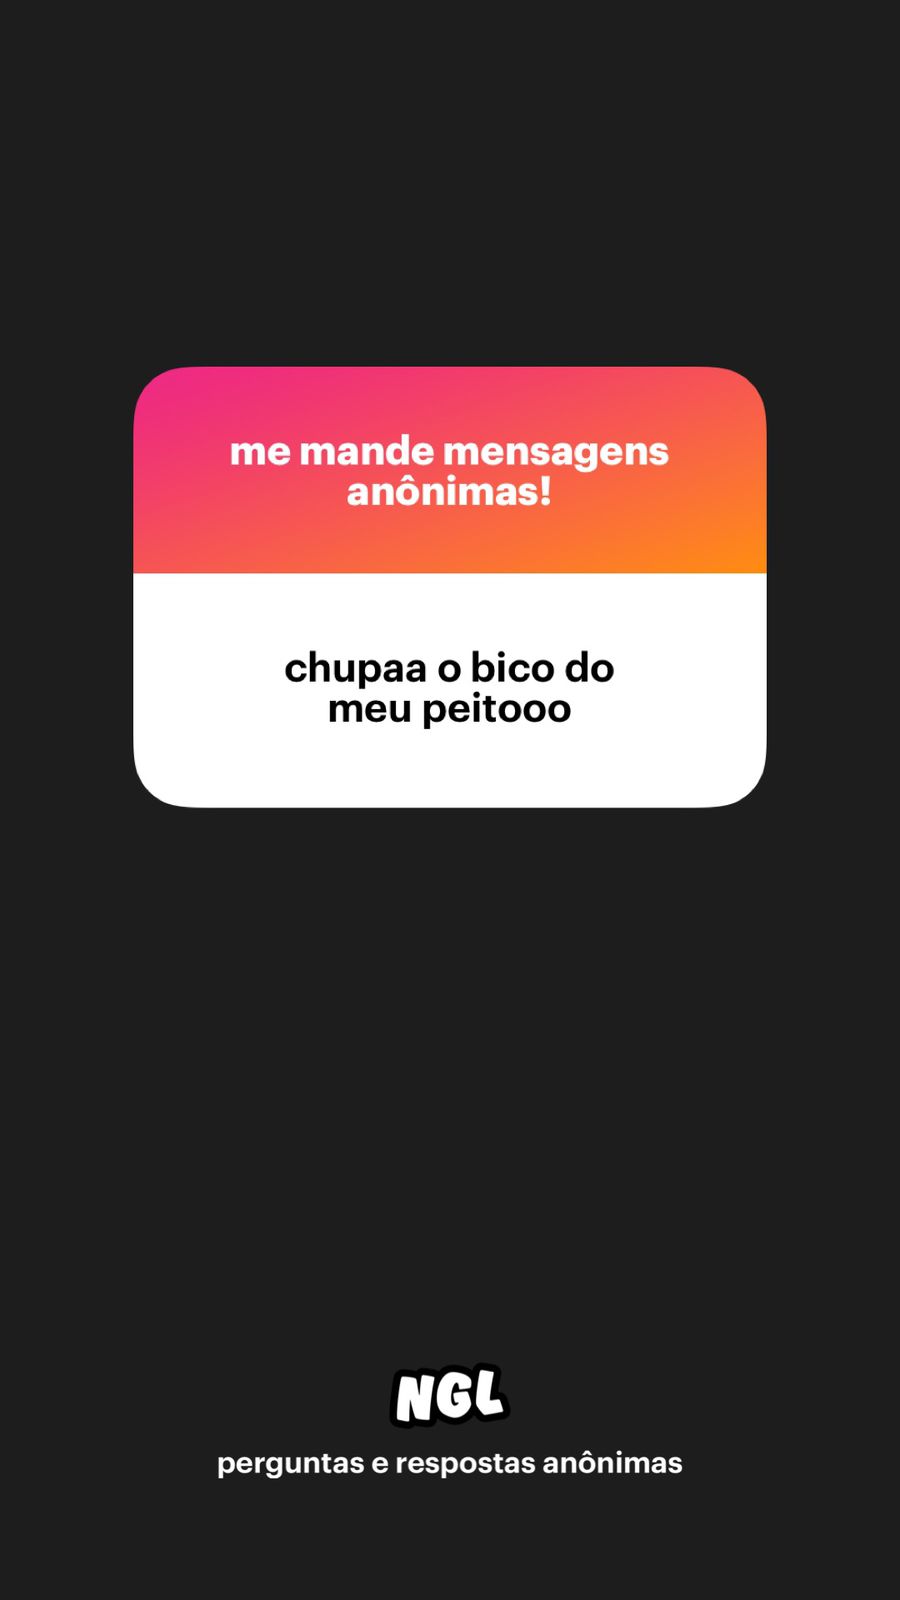 me mande mensagens
anônimas!
chupaa o bico do
meu peitooo
NGL
perguntas e respostas anônimas